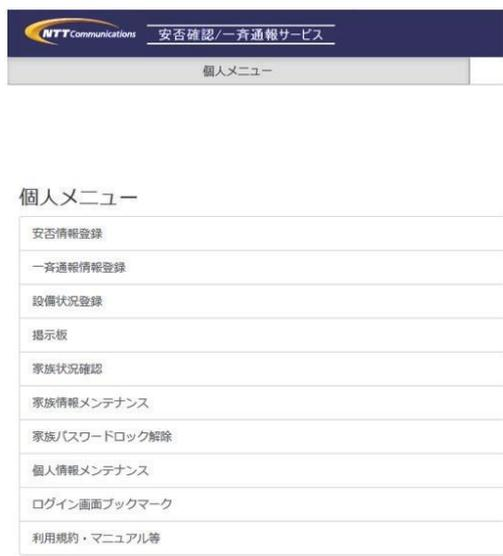 NTT Communications 安否確認/一斉通報サービス
個人メニュー
個人メニュー
安否情報登録
一斉通報情報登録
設備状況登録
掲示板
家族状況確認
家族情報メンテナンス
家族パスワードロック解除
個人情報メンテナンス
ログイン画面ブックマーク
利用規約・マニュアル等